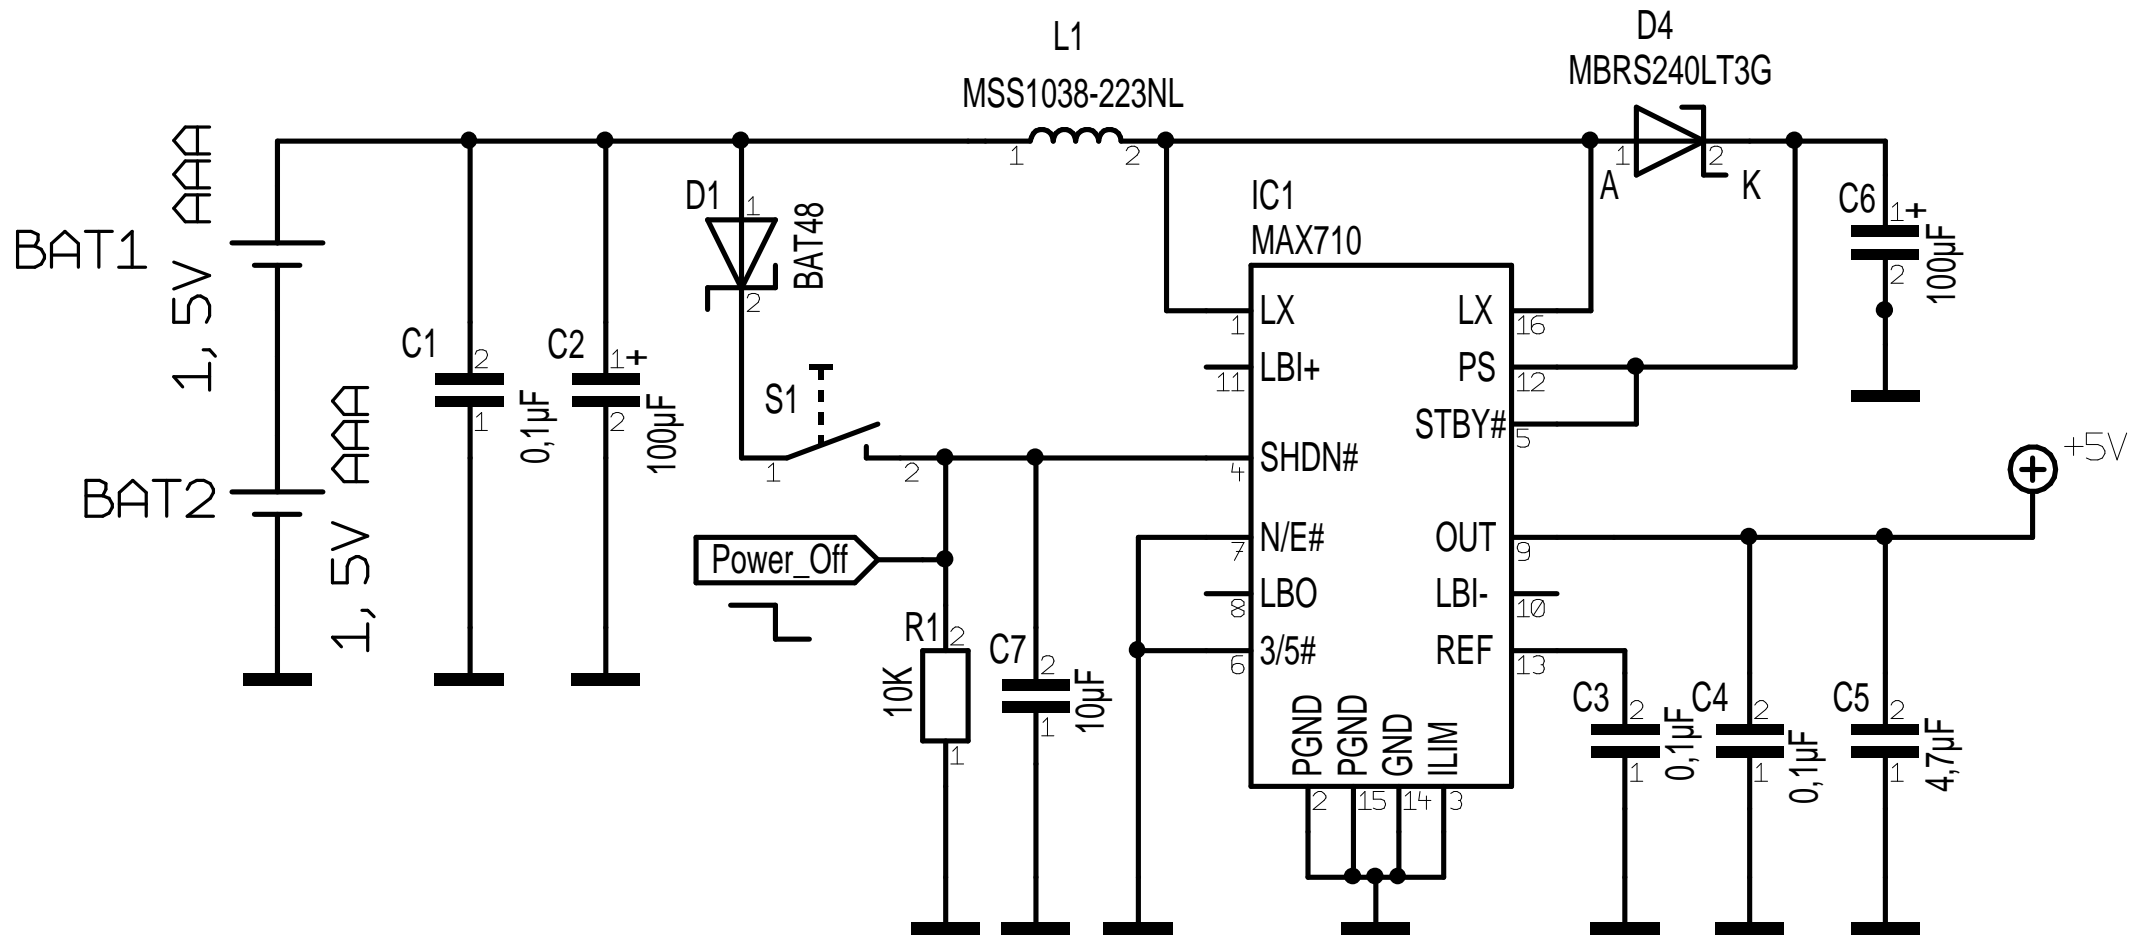 L1
MSS1038-223NL
1
2
D4
MBRS240LT3G
1
2
A
K
BAT1
1,5V AAA
BAT2
1,5V AAA
C1
2
1
0,1µF
C2
1+
2
100µF
D1
1
2
BAT48
S1
1
2
Power_Off
R1
2
10K
1
C7
2
1
10µF
IC1
MAX710
LX
1
LBI+
11
SHDN#
4
N/E#
7
LBO
8
3/5#
6
LX
16
PS
12
STBY#
5
OUT
9
LBI-
10
REF
13
PGND
2
PGND
15
GND
14
ILIM
3
C6
1+
2
100µF
+5V
C3
2
1
0,1µF
C4
2
1
0,1µF
C5
2
1
4,7µF